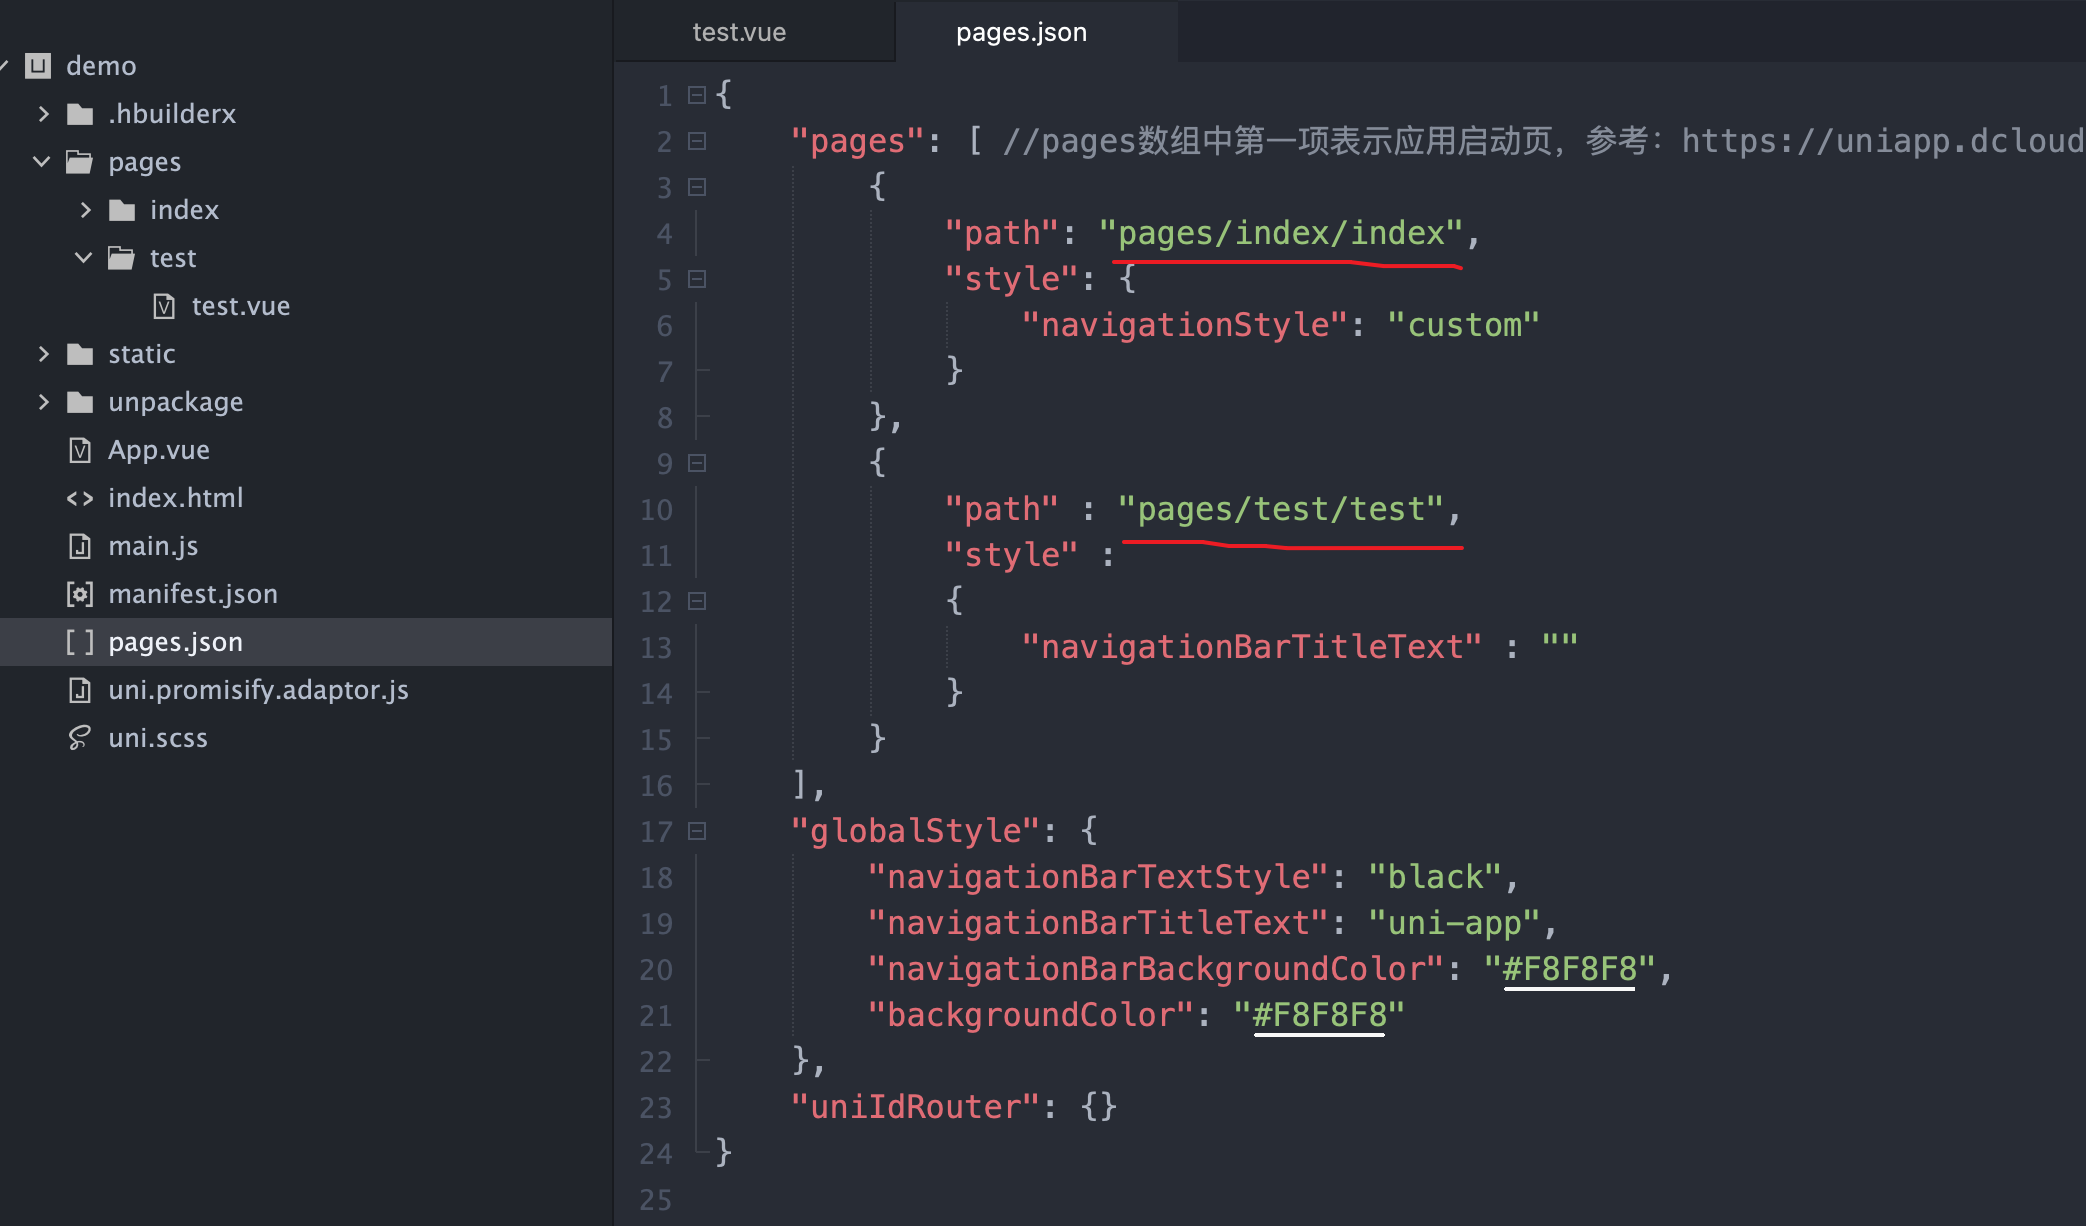 demo
.hbuilderx
pages
index
test
test.vue
static
unpackage
App.vue
index.html
main.js
manifest.json
pages.json
uni.promisify.adaptor.js
uni.scss
test.vue
pages.json
1 {
2 "pages": [ //pages数组中第一项表示应用启动页，参考：https://uniapp.dcloud
3 {
4 "path": "pages/index/index",
5 "style": {
6 "navigationStyle": "custom"
7 }
8 },
9 {
10 "path" : "pages/test/test",
11 "style" :
12 {
13 "navigationBarTitleText" : ""
14 }
15 }
16 ],
17 "globalStyle": {
18 "navigationBarTextStyle": "black",
19 "navigationBarTitleText": "uni-app",
20 "navigationBarBackgroundColor": "#F8F8F8",
21 "backgroundColor": "#F8F8F8"
22 },
23 "uniIdRouter": {}
24 }
25